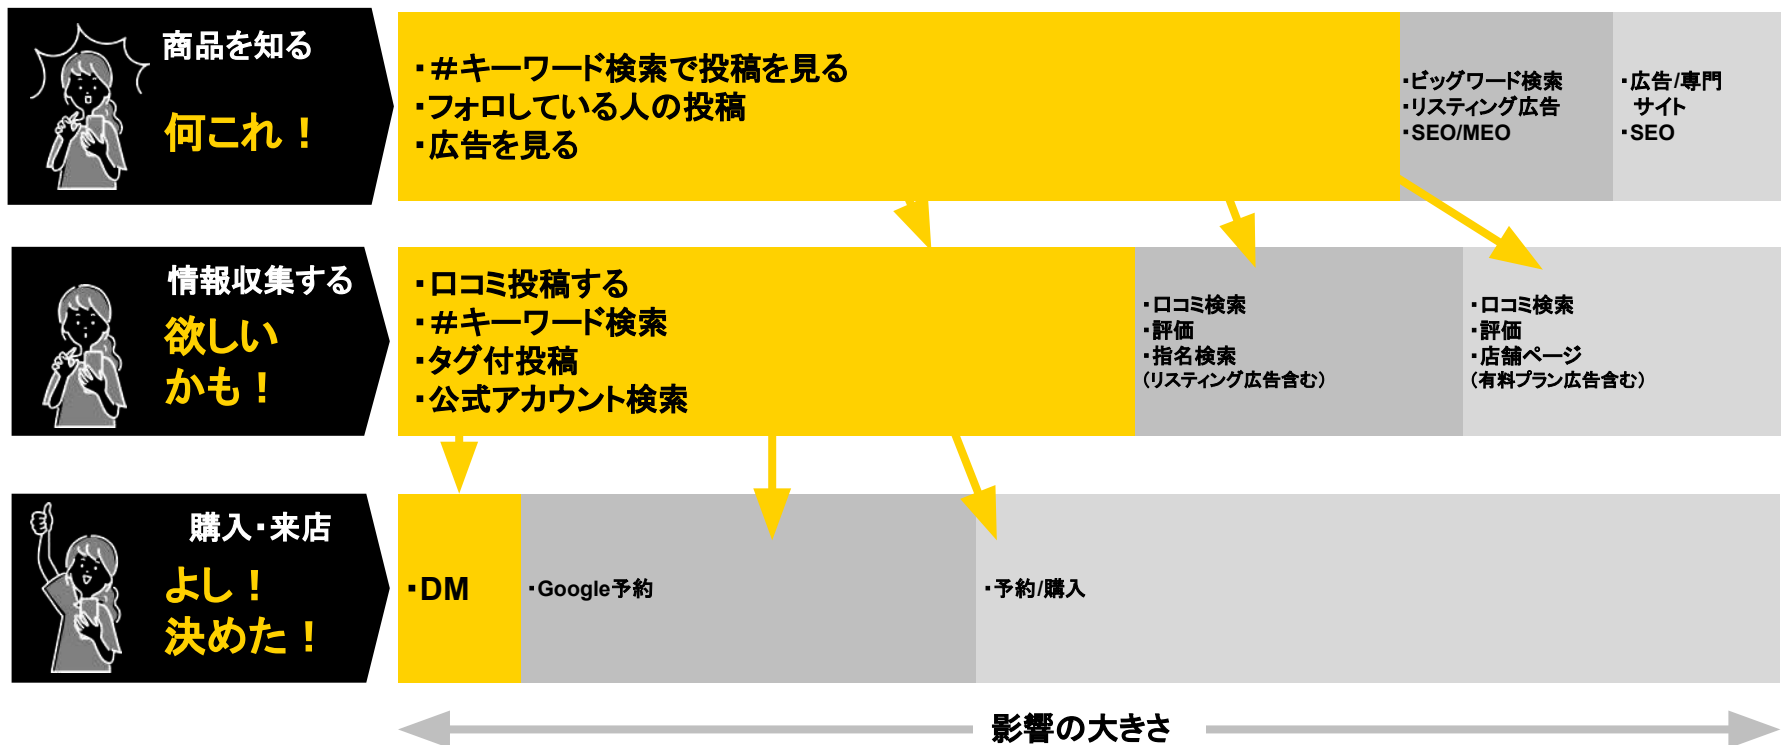 商品を知る
何これ！
・＃キーワード検索で投稿を見る
・フォロしている人の投稿
・広告を見る
・ビッグワード検索
・リスティング広告
・SEO/MEO
・広告/専門
サイト
・SEO
情報収集する
欲しい
かも！
・口コミ投稿する
・＃キーワード検索
・タグ付投稿
・公式アカウント検索
・口コミ検索
・評価
・指名検索
（リスティング広告含む）
・口コミ検索
・評価
・店舗ページ
（有料プラン広告含む）
購入・来店
よし！
決めた！
・DM
・Google予約
・予約/購入
影響の大きさ